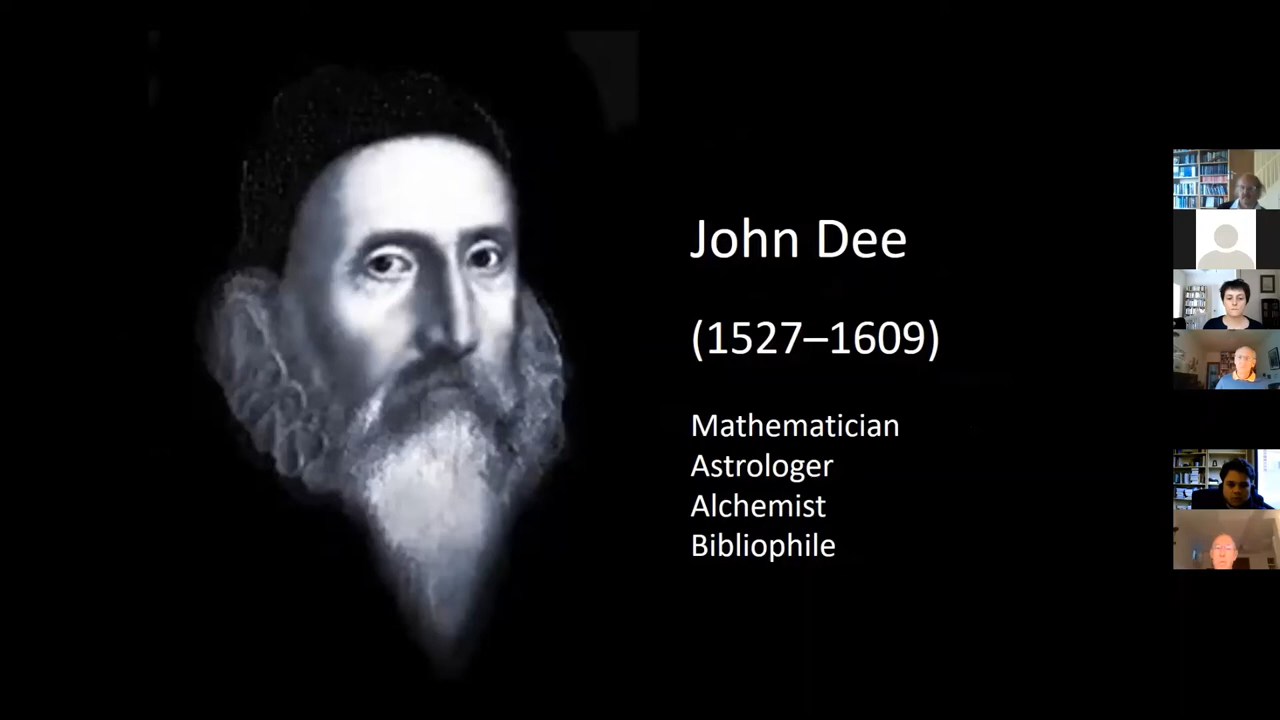 John Dee
(1527–1609)
Mathematician
Astrologer
Alchemist
Bibliophile